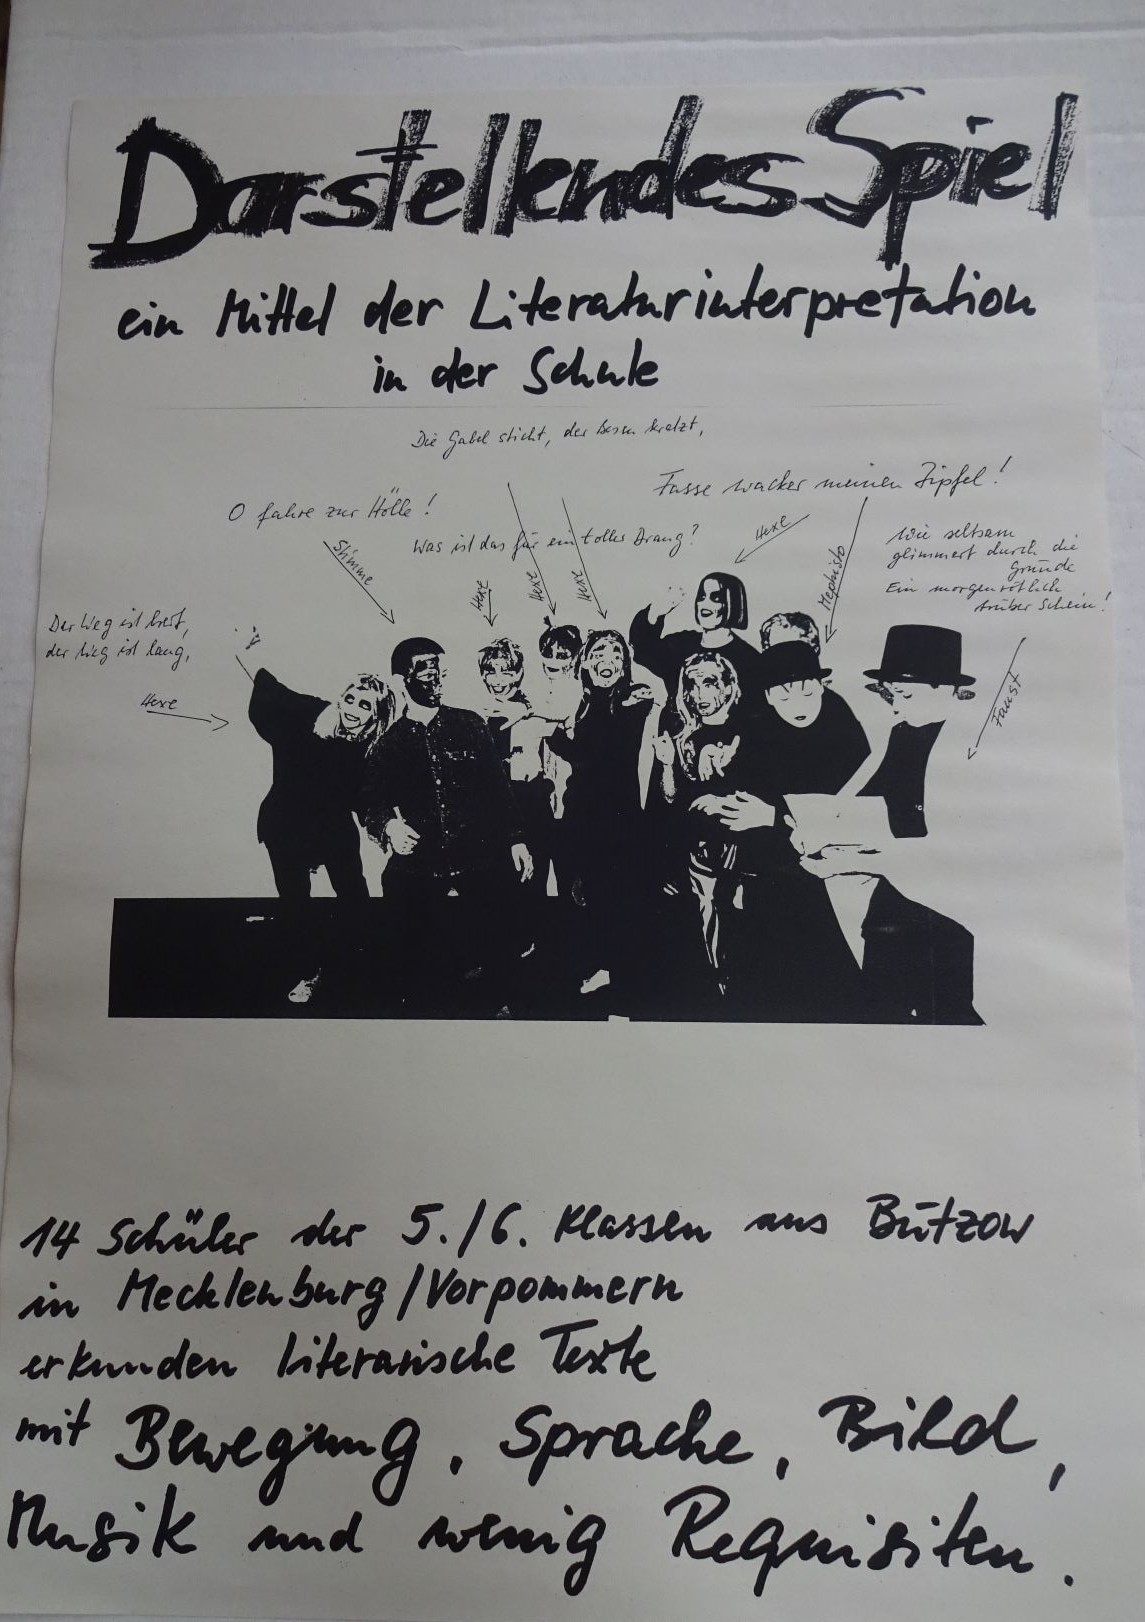 Darstellendes Spiel
ein Mittel der Literaturinterpretation
in der Schule
Die Gabel sticht, der Besen kratzt,
Fasse wacker meinen Zipfel!
O fahre zur Hölle!
Was ist das für ein toller Drang?
Wie seltsam
glimmert durch die
Gründe
Ein morgenrötlich
trüber Schein!
Der Weg ist breit,
der Weg ist lang,
Hexe
Stimme
Hexe
Hexe
Hexe
Hexe
Mephisto
Faust
14 Schüler der 5./6. Klassen aus Bützow
in Mecklenburg/Vorpommern
erkunden literarische Texte
mit Bewegung, Sprache, Bild,
Musik und wenig Requisiten.